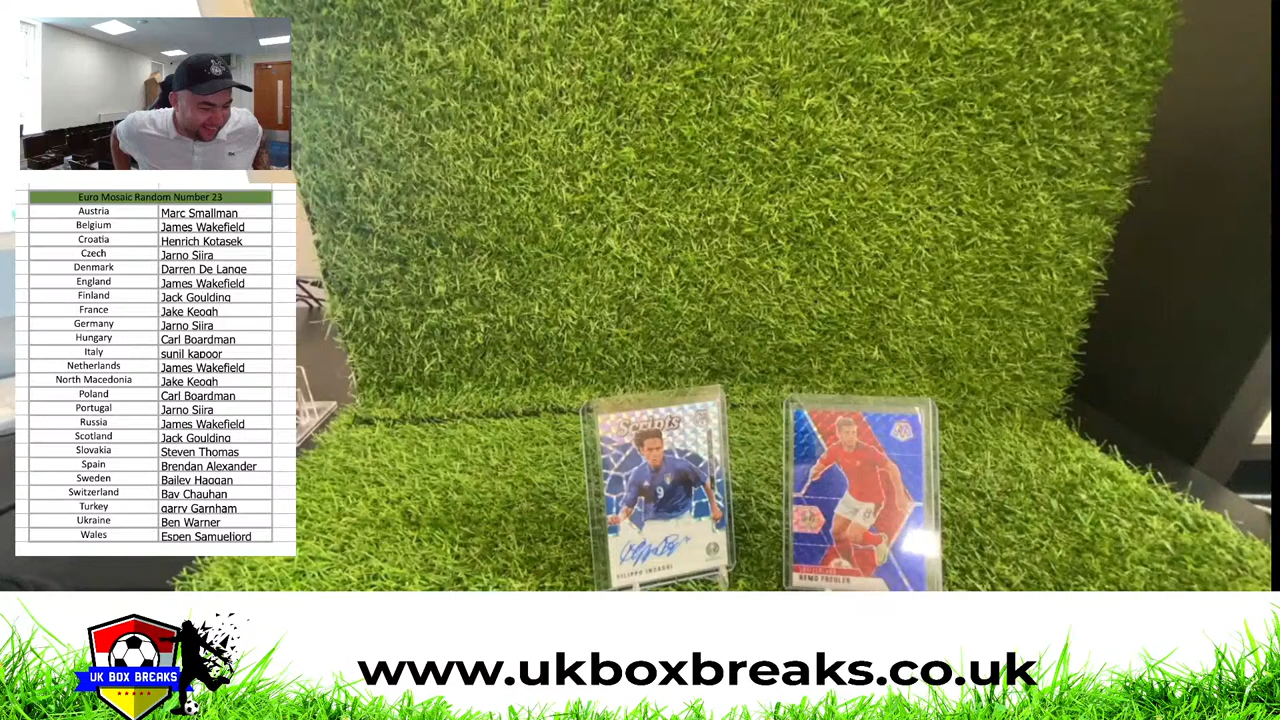 Euro Mosaic Random Number 23
Austria Marc Smallman
Belgium James Wakefield
Croatia Henrich Kotasek
Czech Jarno Siira
Denmark Darren De Lange
England James Wakefield
Finland Jack Goulding
France Jake Keogh
Germany Jarno Siira
Hungary Carl Boardman
Italy sunil kapoor
Netherlands James Wakefield
North Macedonia Jake Keogh
Poland Carl Boardman
Portugal Jarno Siira
Russia James Wakefield
Scotland Jack Goulding
Slovakia Steven Thomas
Spain Brendan Alexander
Sweden Bailey Haggan
Switzerland Bav Chauhan
Turkey garry Garnham
Ukraine Ben Warner
Wales Espen Samueljord
Scripts
9
FILIPPO INZAGHI
SWITZERLAND
REMO FREULER
UK BOX BREAKS
www.ukboxbreaks.co.uk